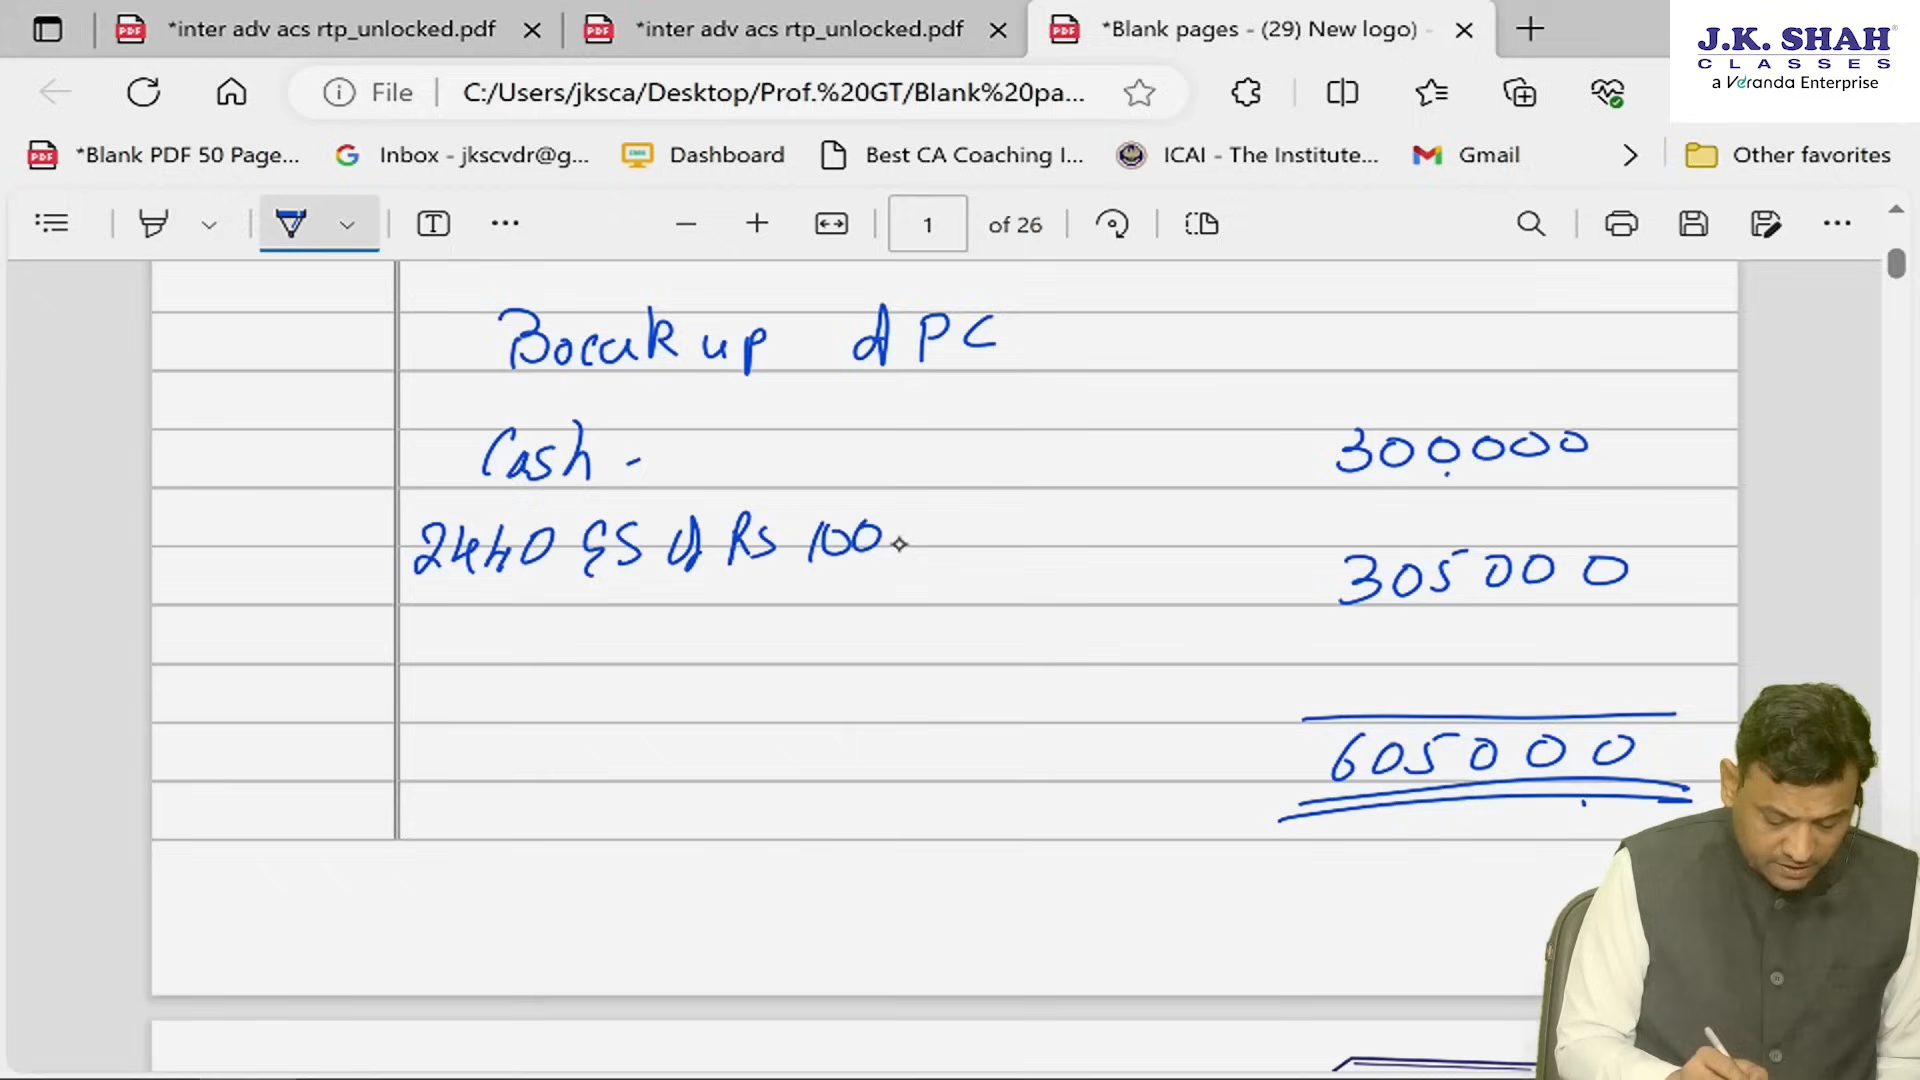 *inter adv acs rtp_unlocked.pdf
*inter adv acs rtp_unlocked.pdf
*Blank pages - (29) New logo) -
J.K. SHAH
CLASSES
a Veranda Enterprise
File
C:/Users/jksca/Desktop/Prof.%20GT/Blank%20pa...
*Blank PDF 50 Page...
Inbox - jkscvdr@g...
Dashboard
Best CA Coaching I...
ICAI - The Institute...
Gmail
Other favorites
1 of 26
Breakup of PC
Cash - 300000
2440 ES of Rs 100 305000
605000